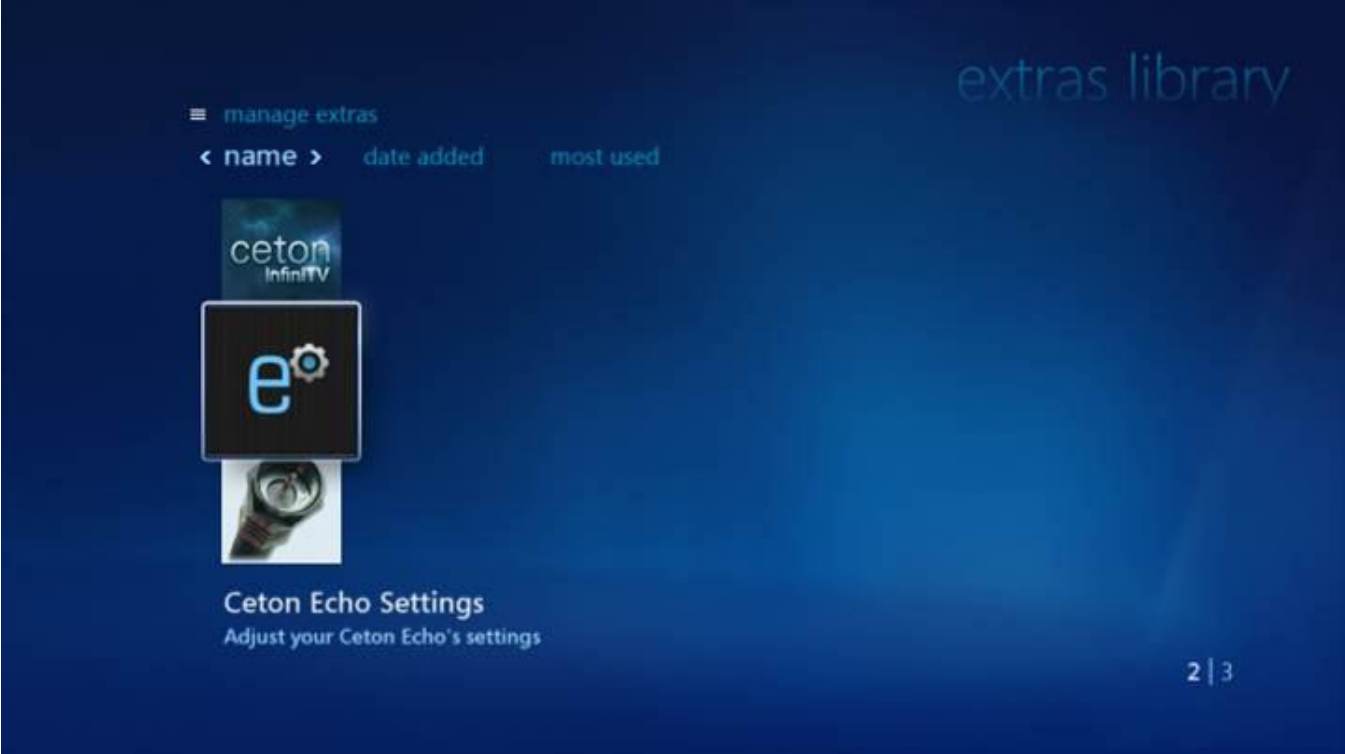 extras library
manage extras
< name > date added most used
ceton
InfiniTV
e
Ceton Echo Settings
Adjust your Ceton Echo's settings
2 | 3